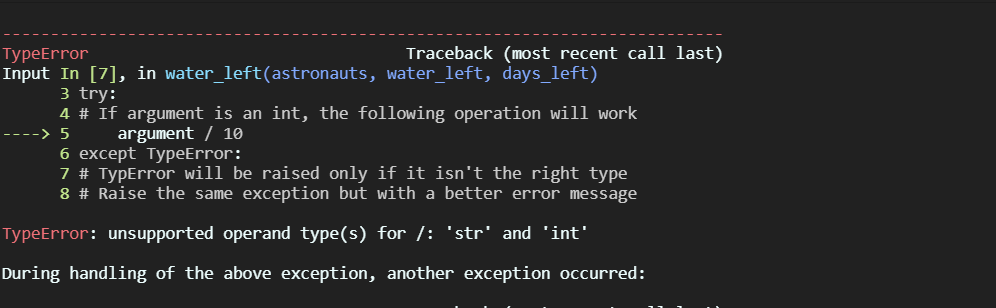 ---------------------------------------------------------------------------
TypeError                                 Traceback (most recent call last)
Input In [7], in water_left(astronauts, water_left, days_left)
      3 try:
      4 # If argument is an int, the following operation will work
----> 5     argument / 10
      6 except TypeError:
      7 # TypError will be raised only if it isn't the right type
      8 # Raise the same exception but with a better error message
TypeError: unsupported operand type(s) for /: 'str' and 'int'
During handling of the above exception, another exception occurred: